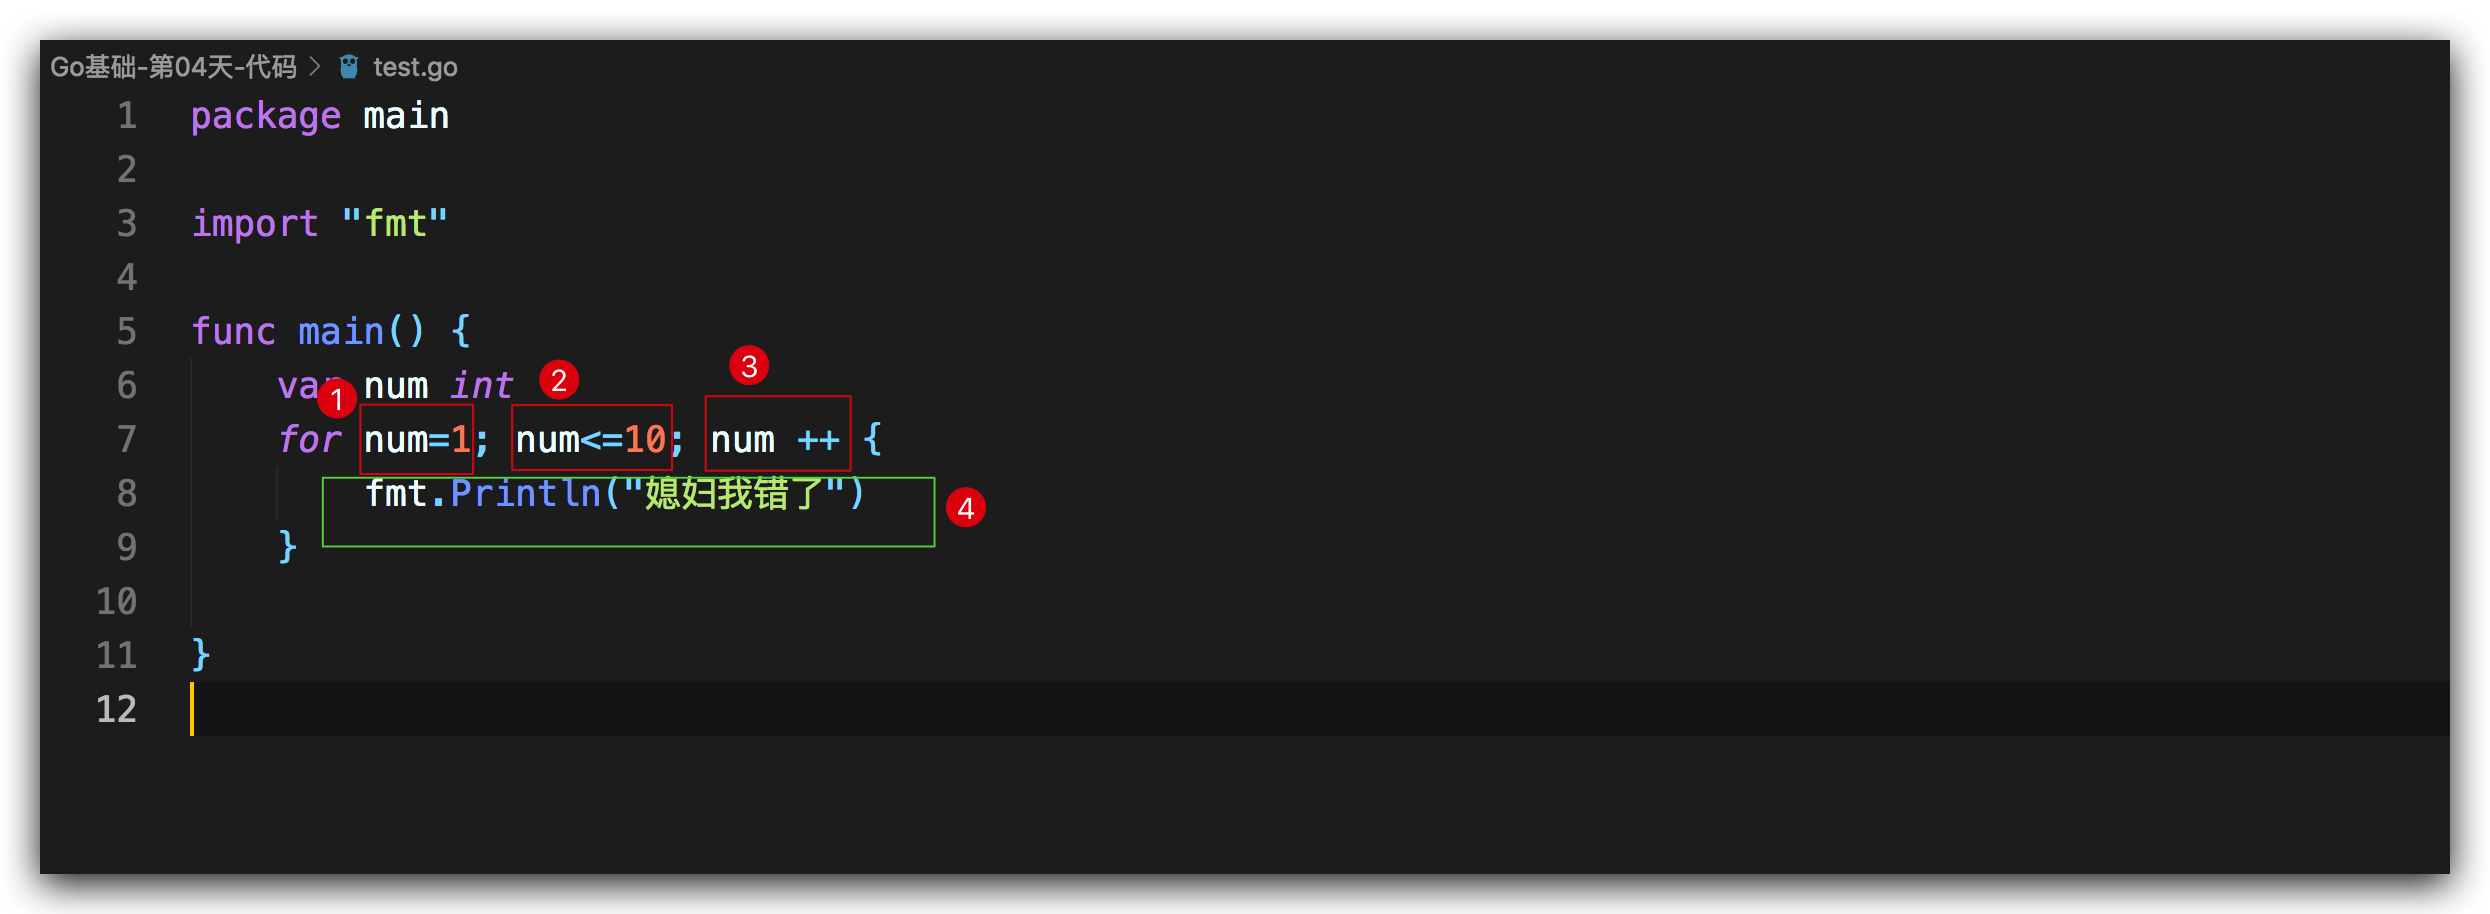 Go基础-第04天-代码 > test.go
1 package main
2
3 import "fmt"
4
5 func main() {
6 var num int
7 for num=1; num<=10; num ++ {
8 fmt.Println("媳妇我错了")
9 }
10
11 }
12
1
2
3
4